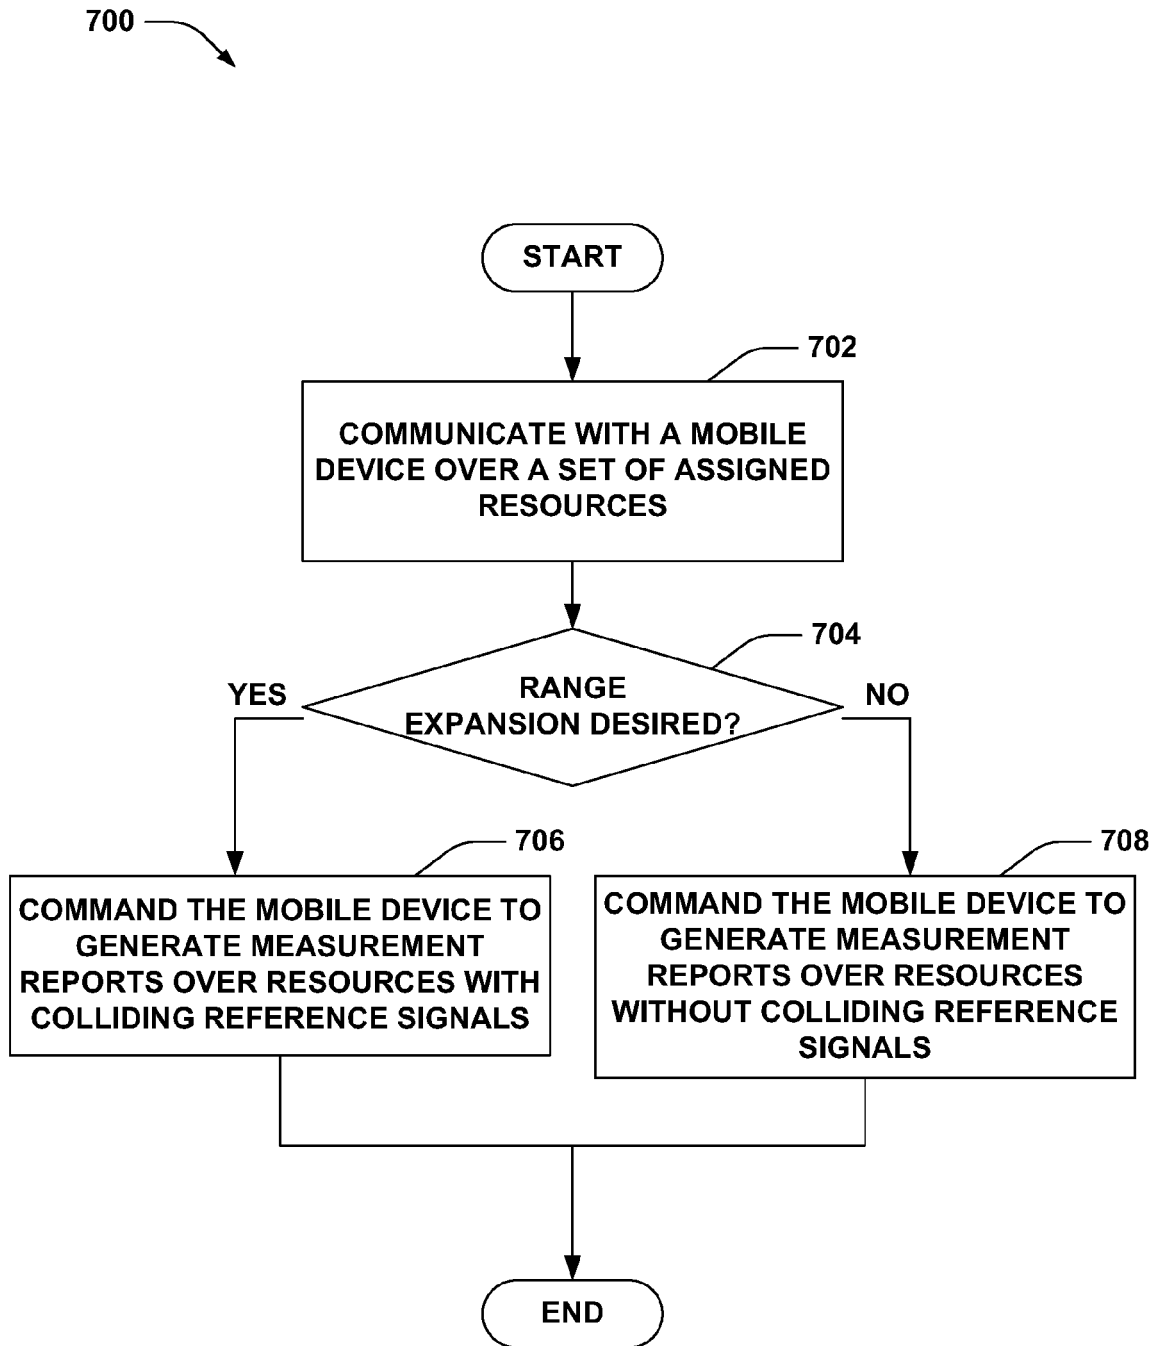 700
START
702
COMMUNICATE WITH A MOBILE
DEVICE OVER A SET OF ASSIGNED
RESOURCES
704
RANGE
EXPANSION DESIRED?
YES
NO
706
COMMAND THE MOBILE DEVICE TO
GENERATE MEASUREMENT
REPORTS OVER RESOURCES WITH
COLLIDING REFERENCE SIGNALS
708
COMMAND THE MOBILE DEVICE TO
GENERATE MEASUREMENT
REPORTS OVER RESOURCES
WITHOUT COLLIDING REFERENCE
SIGNALS
END